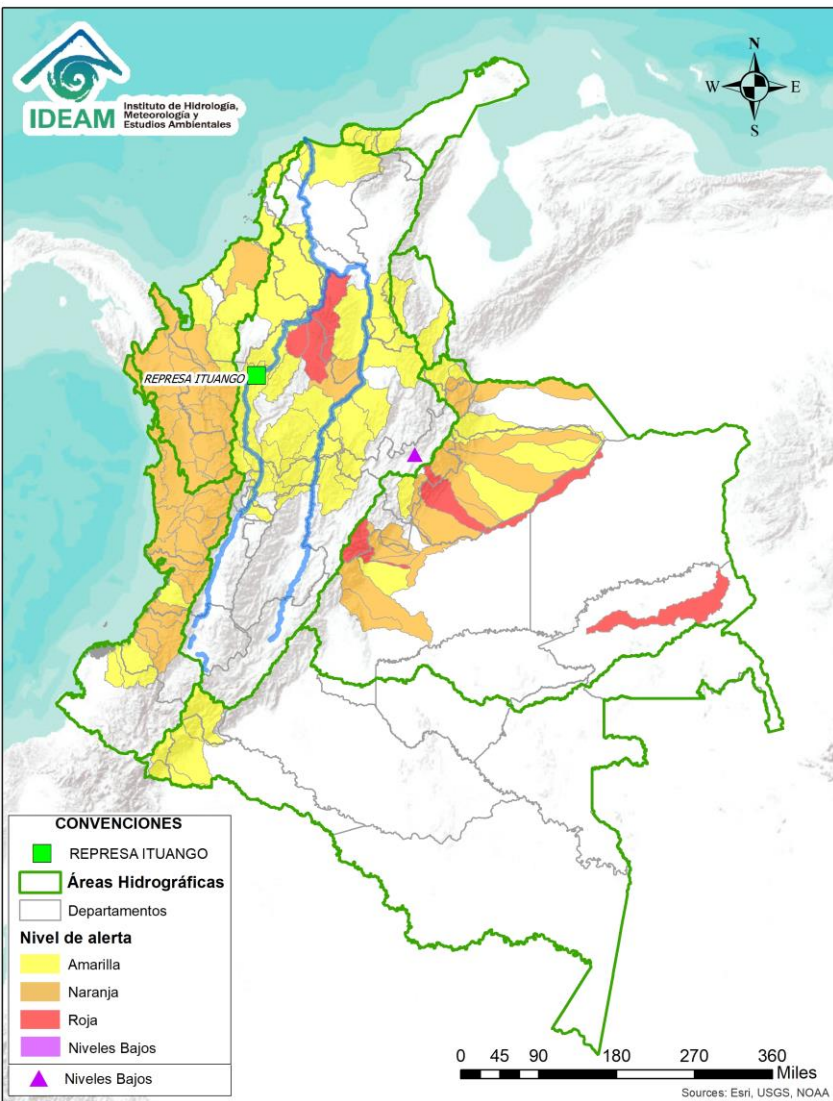 IDEAM
Instituto de Hidrología,
Meteorología y
Estudios Ambientales
N
W
E
S
REPRESA ITUANGO
CONVENCIONES
REPRESA ITUANGO
Áreas Hidrográficas
Departamentos
Nivel de alerta
Amarilla
Naranja
Roja
Niveles Bajos
Niveles Bajos
0 45 90 180 270 360
Miles
Sources: Esri, USGS, NOAA